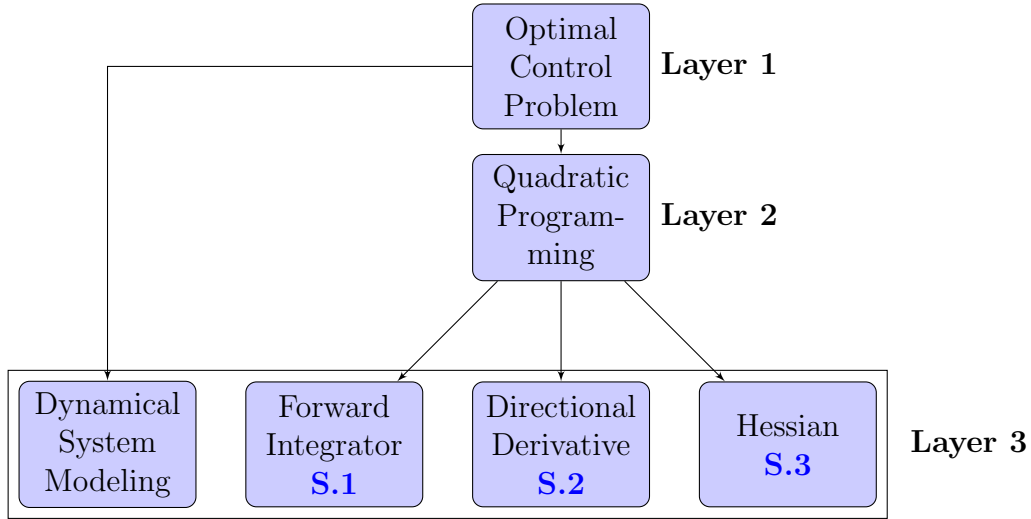 Optimal
Control
Problem
Layer 1
Quadratic
Program-
ming
Layer 2
Dynamical
System
Modeling
Forward
Integrator
S.1
Directional
Derivative
S.2
Hessian
S.3
Layer 3